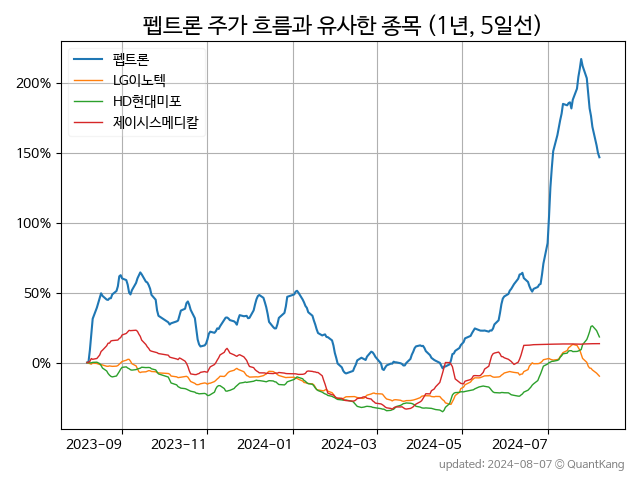 펩트론 주가 흐름과 유사한 종목 (1년, 5일선)
펩트론
LG이노텍
HD현대미포
제이시스메디칼
200%
150%
100%
50%
0%
2023-09 2023-11 2024-01 2024-03 2024-05 2024-07
updated: 2024-08-07 © QuantKang